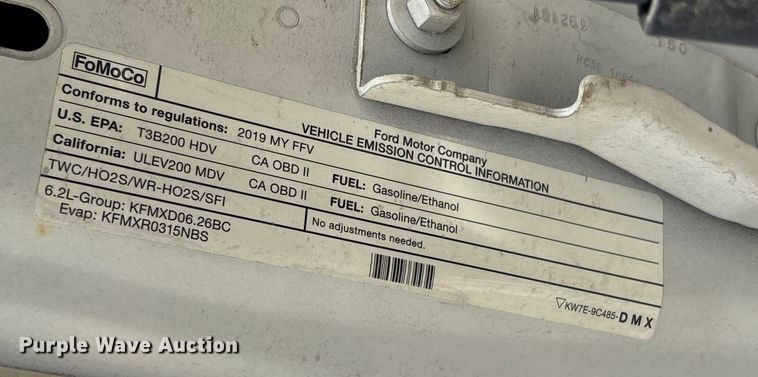 FoMoCo
Ford Motor Company
VEHICLE EMISSION CONTROL INFORMATION
Conforms to regulations: 2019 MY FFV
U.S. EPA: T3B200 HDV CA OBD II FUEL: Gasoline/Ethanol
California: ULEV200 MDV CA OBD II FUEL: Gasoline/Ethanol
TWC/HO2S/WR-HO2S/SFI No adjustments needed.
6.2L-Group: KFMXD06.26BC
Evap: KFMXR0315NBS
KW7E-9C485-DMX
Purple Wave Auction